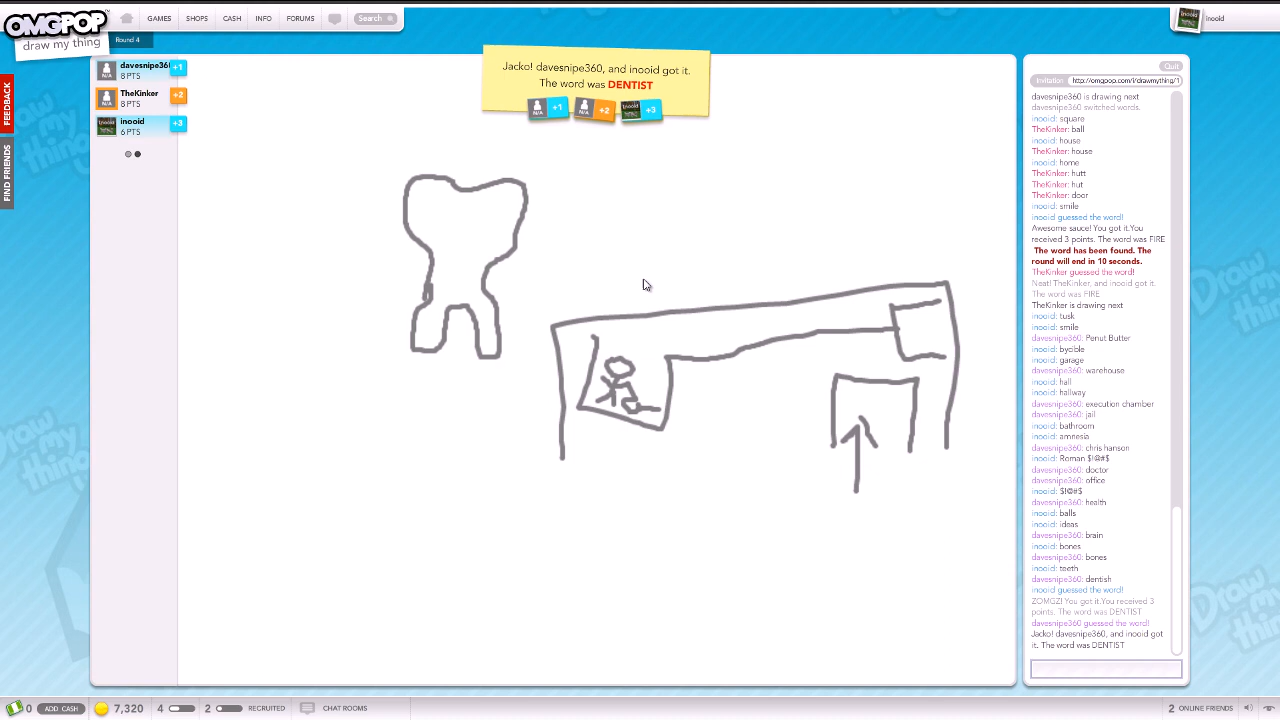 OMGPOP
draw my thing
GAMES
SHOPS
CASH
INFO
FORUMS
Search
inooid
Round 4
FEEDBACK
FIND FRIENDS
davesnipe360
+1
8 PTS
TheKinker
+2
8 PTS
inooid
+3
6 PTS
Jacko! davesnipe360, and inooid got it.
The word was DENTIST
+1
+2
+3
Quit
Invitation
http://omgpop.com/i/drawmything/1
davesnipe360 is drawing next
davesnipe360 switched words.
inooid: square
TheKinker: ball
inooid: house
TheKinker: house
inooid: home
TheKinker: hutt
TheKinker: hut
TheKinker: door
inooid: smile
inooid guessed the word!
Awesome sauce! You got it.You
received 3 points. The word was FIRE
The word has been found. The
round will end in 10 seconds.
TheKinker guessed the word!
Neat! TheKinker, and inooid got it.
The word was FIRE
TheKinker is drawing next
inooid: tusk
inooid: smile
davesnipe360: Penut Butter
inooid: bycible
inooid: garage
davesnipe360: warehouse
inooid: hall
inooid: hallway
davesnipe360: execution chamber
davesnipe360: jail
inooid: bathroom
inooid: amnesia
davesnipe360: chris hanson
inooid: Roman $!@#$
davesnipe360: doctor
davesnipe360: office
inooid: $!@#$
davesnipe360: health
inooid: balls
inooid: ideas
davesnipe360: brain
inooid: bones
davesnipe360: bones
inooid: teeth
davesnipe360: dentish
inooid guessed the word!
ZOMGZ! You got it.You received 3
points. The word was DENTIST
davesnipe360 guessed the word!
Jacko! davesnipe360, and inooid got
it. The word was DENTIST
0
ADD CASH
7,320
4
2
RECRUITED
CHAT ROOMS
2 ONLINE FRIENDS